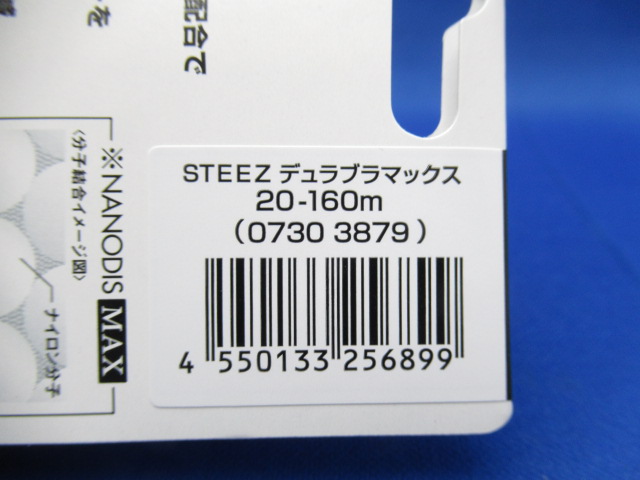 STEEZ デュラブラマックス
20-160m
(0730 3879)
4 550133 256899
※NANODIS MAX
〈分子結合イメージ図〉
ナイロン分子
配合で
を